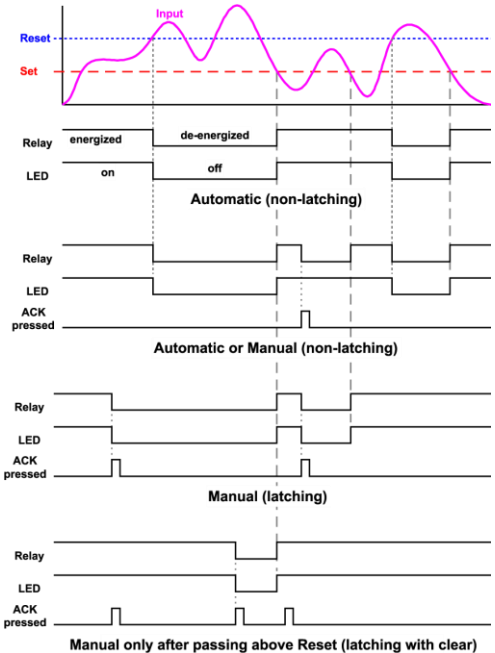 Input
Reset
Set
energized de-energized
Relay
LED on off
Automatic (non-latching)
Relay
LED
ACK
pressed
Automatic or Manual (non-latching)
Relay
LED
ACK
pressed
Manual (latching)
Relay
LED
ACK
pressed
Manual only after passing above Reset (latching with clear)